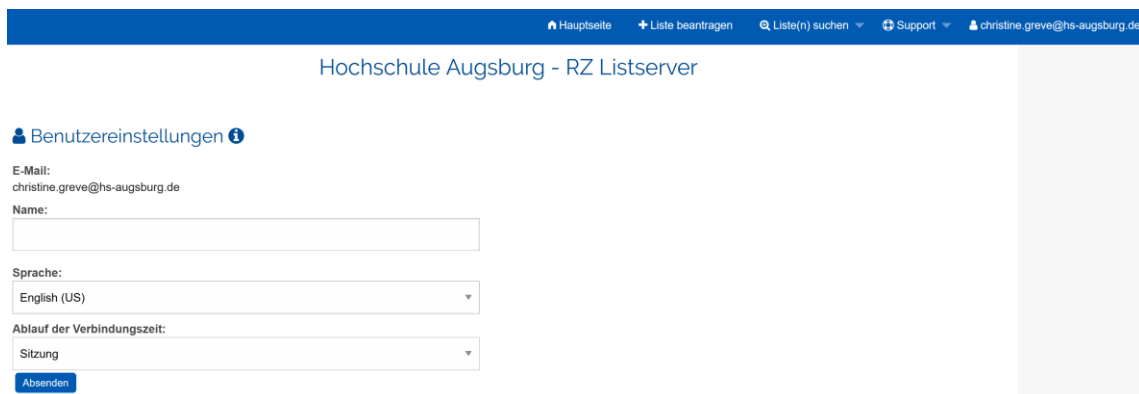 Hauptseite Liste beantragen Liste(n) suchen Support christine.greve@hs-augsburg.de
Hochschule Augsburg - RZ Listserver
Benutzereinstellungen
E-Mail:
christine.greve@hs-augsburg.de
Name:
Sprache:
English (US)
Ablauf der Verbindungszeit:
Sitzung
Absenden